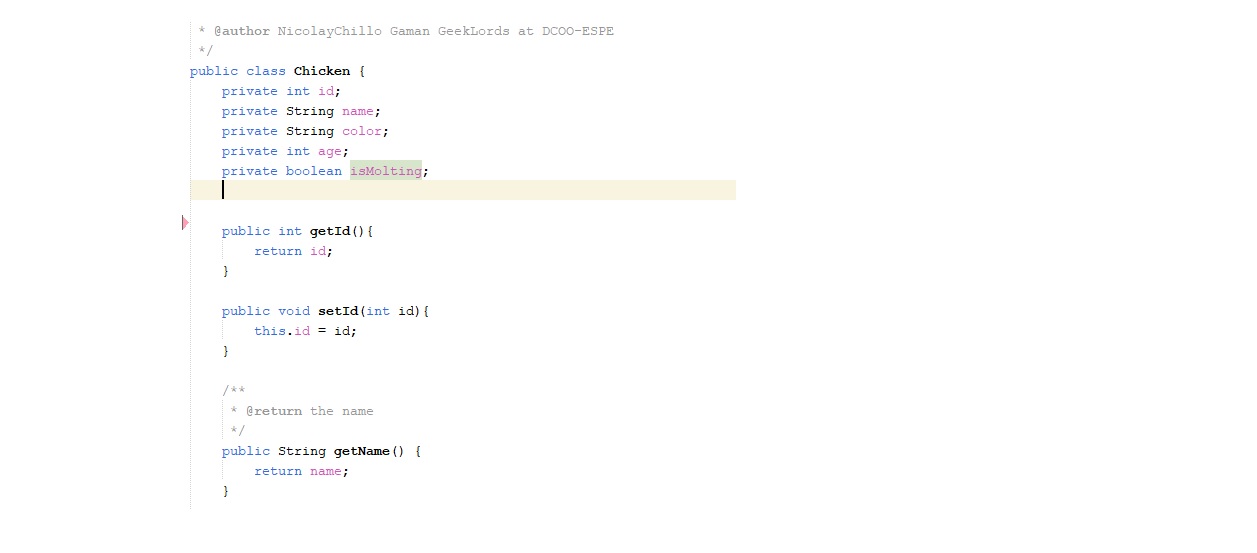 * @author NicolayChillo Gaman GeekLords at DCOO-ESPE
*/
public class Chicken {
private int id;
private String name;
private String color;
private int age;
private boolean isMolting;
public int getId(){
return id;
}
public void setId(int id){
this.id = id;
}
/**
* @return the name
*/
public String getName() {
return name;
}